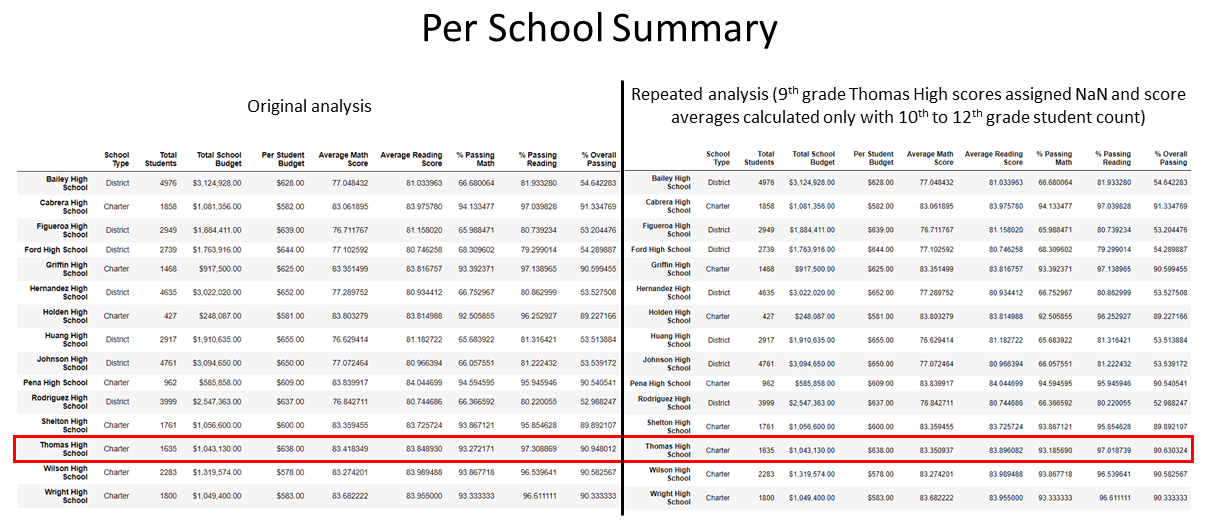 Per School Summary
Original analysis
School Type Total Students Total School Budget Per Student Budget Average Math Score Average Reading Score % Passing Math % Passing Reading % Overall Passing
Bailey High School District 4976 $3,124,928.00 $628.00 77.048432 81.033963 66.680064 81.933280 54.642283
Cabrera High School Charter 1858 $1,081,356.00 $582.00 83.061895 83.975780 94.133477 97.039828 91.334769
Figueroa High School District 2949 $1,884,411.00 $639.00 76.711767 81.158020 65.988471 80.739234 53.204476
Ford High School District 2739 $1,763,916.00 $644.00 77.102592 80.746258 68.309602 79.299014 54.289887
Griffin High School Charter 1468 $917,500.00 $625.00 83.351499 83.816757 93.392371 97.138965 90.599455
Hernandez High School District 4635 $3,022,020.00 $652.00 77.289752 80.934412 66.752967 80.862999 53.527508
Holden High School Charter 427 $248,087.00 $581.00 83.803279 83.814988 92.505855 96.252927 89.227166
Huang High School District 2917 $1,910,635.00 $655.00 76.629414 81.182722 65.683922 81.316421 53.513884
Johnson High School District 4761 $3,094,650.00 $650.00 77.072464 80.966394 66.057551 81.222432 53.539172
Pena High School Charter 962 $585,858.00 $609.00 83.839917 84.044699 94.594595 95.945946 90.540541
Rodriguez High School District 3999 $2,547,363.00 $637.00 76.842711 80.744686 66.366592 80.220055 52.988247
Shelton High School Charter 1761 $1,056,600.00 $600.00 83.359455 83.725724 93.867121 95.854628 89.892107
Thomas High School Charter 1635 $1,043,130.00 $638.00 83.418349 83.848930 93.272171 97.308869 90.948012
Wilson High School Charter 2283 $1,319,574.00 $578.00 83.274201 83.989488 93.867718 96.539641 90.582567
Wright High School Charter 1800 $1,049,400.00 $583.00 83.682222 83.955000 93.333333 96.611111 90.333333
Repeated analysis (9th grade Thomas High scores assigned NaN and score
averages calculated only with 10th to 12th grade student count)
School Type Total Students Total School Budget Per Student Budget Average Math Score Average Reading Score % Passing Math % Passing Reading % Overall Passing
Bailey High School District 4976 $3,124,928.00 $628.00 77.048432 81.033963 66.680064 81.933280 54.642283
Cabrera High School Charter 1858 $1,081,356.00 $582.00 83.061895 83.975780 94.133477 97.039828 91.334769
Figueroa High School District 2949 $1,884,411.00 $639.00 76.711767 81.158020 65.988471 80.739234 53.204476
Ford High School District 2739 $1,763,916.00 $644.00 77.102592 80.746258 68.309602 79.299014 54.289887
Griffin High School Charter 1468 $917,500.00 $625.00 83.351499 83.816757 93.392371 97.138965 90.599455
Hernandez High School District 4635 $3,022,020.00 $652.00 77.289752 80.934412 66.752967 80.862999 53.527508
Holden High School Charter 427 $248,087.00 $581.00 83.803279 83.814988 92.505855 96.252927 89.227166
Huang High School District 2917 $1,910,635.00 $655.00 76.629414 81.182722 65.683922 81.316421 53.513884
Johnson High School District 4761 $3,094,650.00 $650.00 77.072464 80.966394 66.057551 81.222432 53.539172
Pena High School Charter 962 $585,858.00 $609.00 83.839917 84.044699 94.594595 95.945946 90.540541
Rodriguez High School District 3999 $2,547,363.00 $637.00 76.842711 80.744686 66.366592 80.220055 52.988247
Shelton High School Charter 1761 $1,056,600.00 $600.00 83.359455 83.725724 93.867121 95.854628 89.892107
Thomas High School Charter 1635 $1,043,130.00 $638.00 83.350937 83.896082 93.185690 97.018739 90.630324
Wilson High School Charter 2283 $1,319,574.00 $578.00 83.274201 83.989488 93.867718 96.539641 90.582567
Wright High School Charter 1800 $1,049,400.00 $583.00 83.682222 83.955000 93.333333 96.611111 90.333333